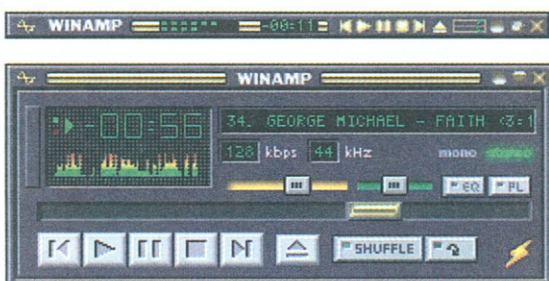 WINAMP -00:11
WINAMP
-00:56
34. GEORGE MICHAEL - FAITH <3:1
128 kbps 44 kHz mono stereo
EQ PL
SHUFFLE